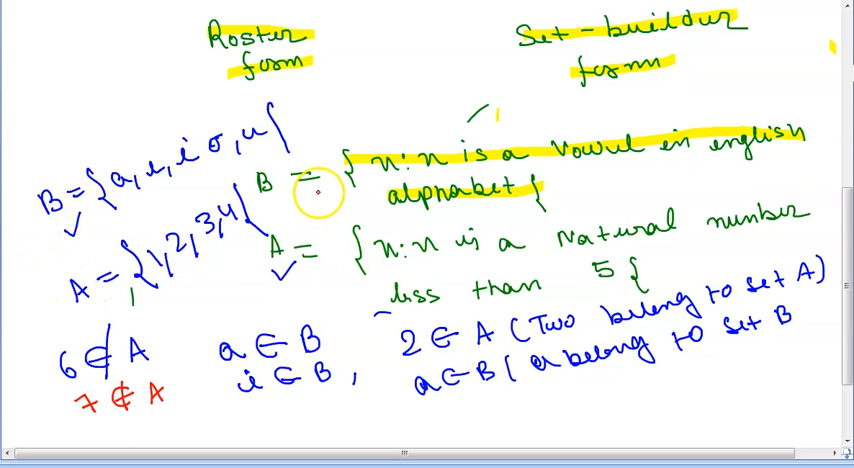 Roster
form
Set-builder
form
B = {a, e, i o, u}
B = {x: x is a vowel in english
alphabet}
A = {1, 2, 3, 4}
A = {x: x is a natural number
less than 5}
6 ∉ A
7 ∉ A
a ∈ B
i ∈ B,
2 ∈ A (Two belong to set A)
a ∈ B ( a belong to set B